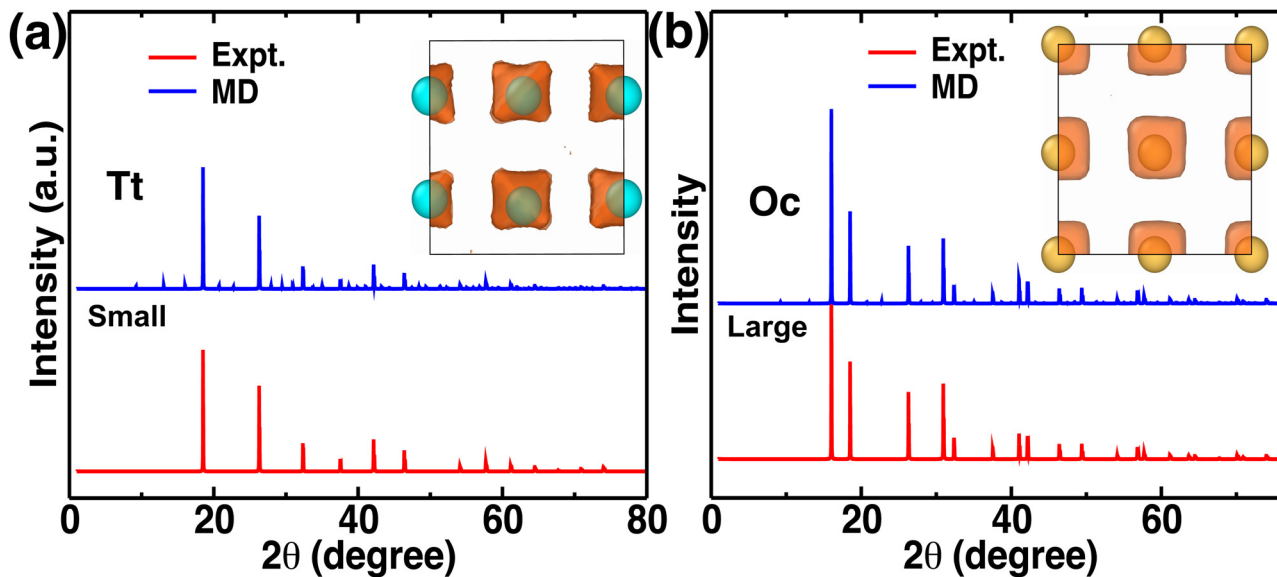 (a)
Expt.
MD
Tt
Small
Intensity (a.u.)
0 20 40 60 80
2θ (degree)
(b)
Expt.
MD
Oc
Large
Intensity
0 20 40 60
2θ (degree)